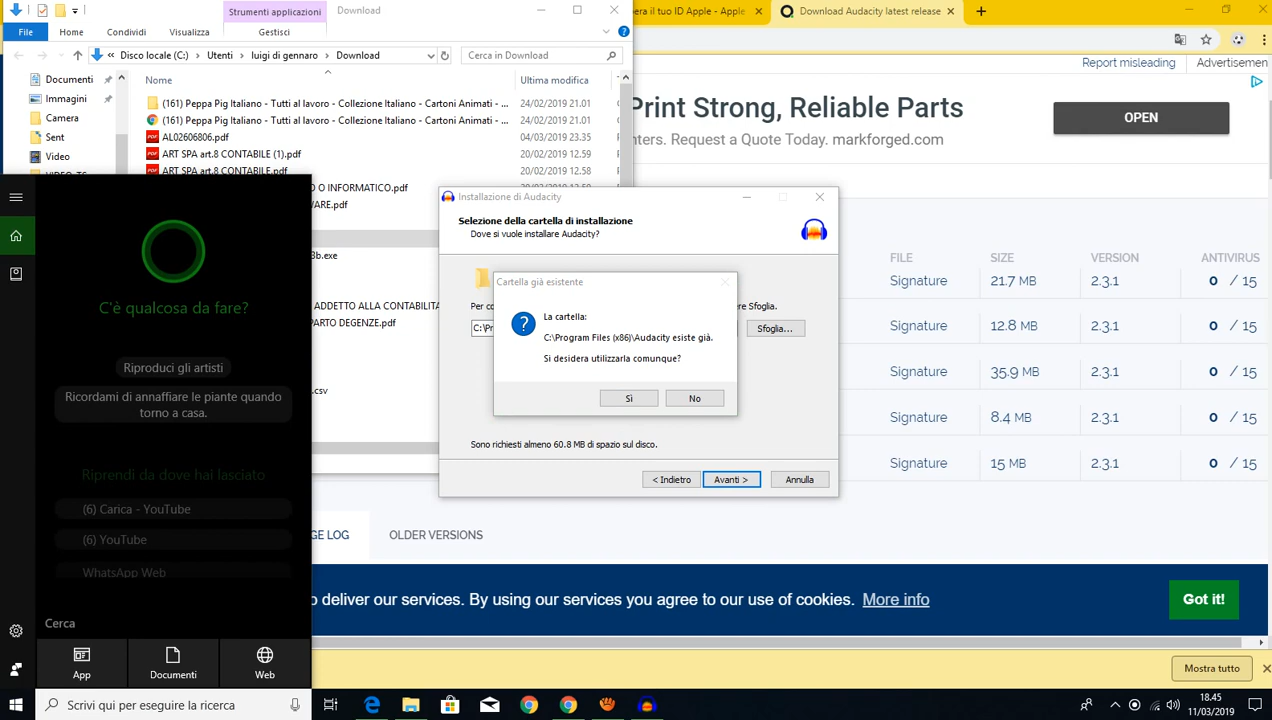 Strumenti applicazioni
Download
File
Home
Condividi
Visualizza
Gestisci
Disco locale (C:)
Utenti
luigi di gennaro
Download
Cerca in Download
Documenti
Immagini
Camera
Sent
Video
Nome
Ultima modifica
(161) Peppa Pig Italiano - Tutti al lavoro - Collezione Italiano - Cartoni Animati - ...
24/02/2019 21.01
(161) Peppa Pig Italiano - Tutti al lavoro - Collezione Italiano - Cartoni Animati - ...
24/02/2019 21.01
AL02606806.pdf
04/03/2019 23.35
ART SPA art.8 CONTABILE (1).pdf
20/02/2019 12.59
ART SPA art.8 CONTABILE.pdf
20/02/2019 12.58
O INFORMATICO.pdf
WARE.pdf
3b.exe
ADDETTO ALLA CONTABILITA
PARTO DEGENZE.pdf
.csv
pera il tuo ID Apple - Apple
Download Audacity latest release
Report misleading
Advertisemen
Print Strong, Reliable Parts
nters. Request a Quote Today. markforged.com
OPEN
FILE
SIZE
VERSION
ANTIVIRUS
Signature
21.7 MB
2.3.1
0 / 15
Signature
12.8 MB
2.3.1
0 / 15
Signature
35.9 MB
2.3.1
0 / 15
Signature
8.4 MB
2.3.1
0 / 15
Signature
15 MB
2.3.1
0 / 15
GE LOG
OLDER VERSIONS
o deliver our services. By using our services you agree to our use of cookies. More info
Got it!
Mostra tutto
Installazione di Audacity
Selezione della cartella di installazione
Dove si vuole installare Audacity?
Per co
ere Sfoglia.
C:\Pr
Sfoglia...
Cartella già esistente
La cartella:
C:\Program Files (x86)\Audacity esiste già.
Si desidera utilizzarla comunque?
Sì
No
Sono richiesti almeno 60.8 MB di spazio sul disco.
< Indietro
Avanti >
Annulla
C'è qualcosa da fare?
Riproduci gli artisti
Ricordami di annaffiare le piante quando
torno a casa.
Riprendi da dove hai lasciato
(6) Carica - YouTube
(6) YouTube
WhatsApp Web
Cerca
App
Documenti
Web
Scrivi qui per eseguire la ricerca
18.45
11/03/2019